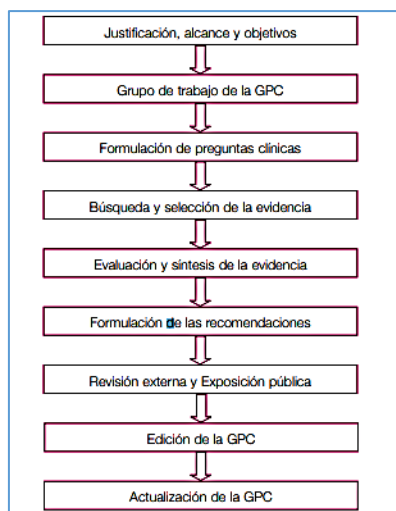 Justificación, alcance y objetivos
Grupo de trabajo de la GPC
Formulación de preguntas clínicas
Búsqueda y selección de la evidencia
Evaluación y síntesis de la evidencia
Formulación de las recomendaciones
Revisión externa y Exposición pública
Edición de la GPC
Actualización de la GPC